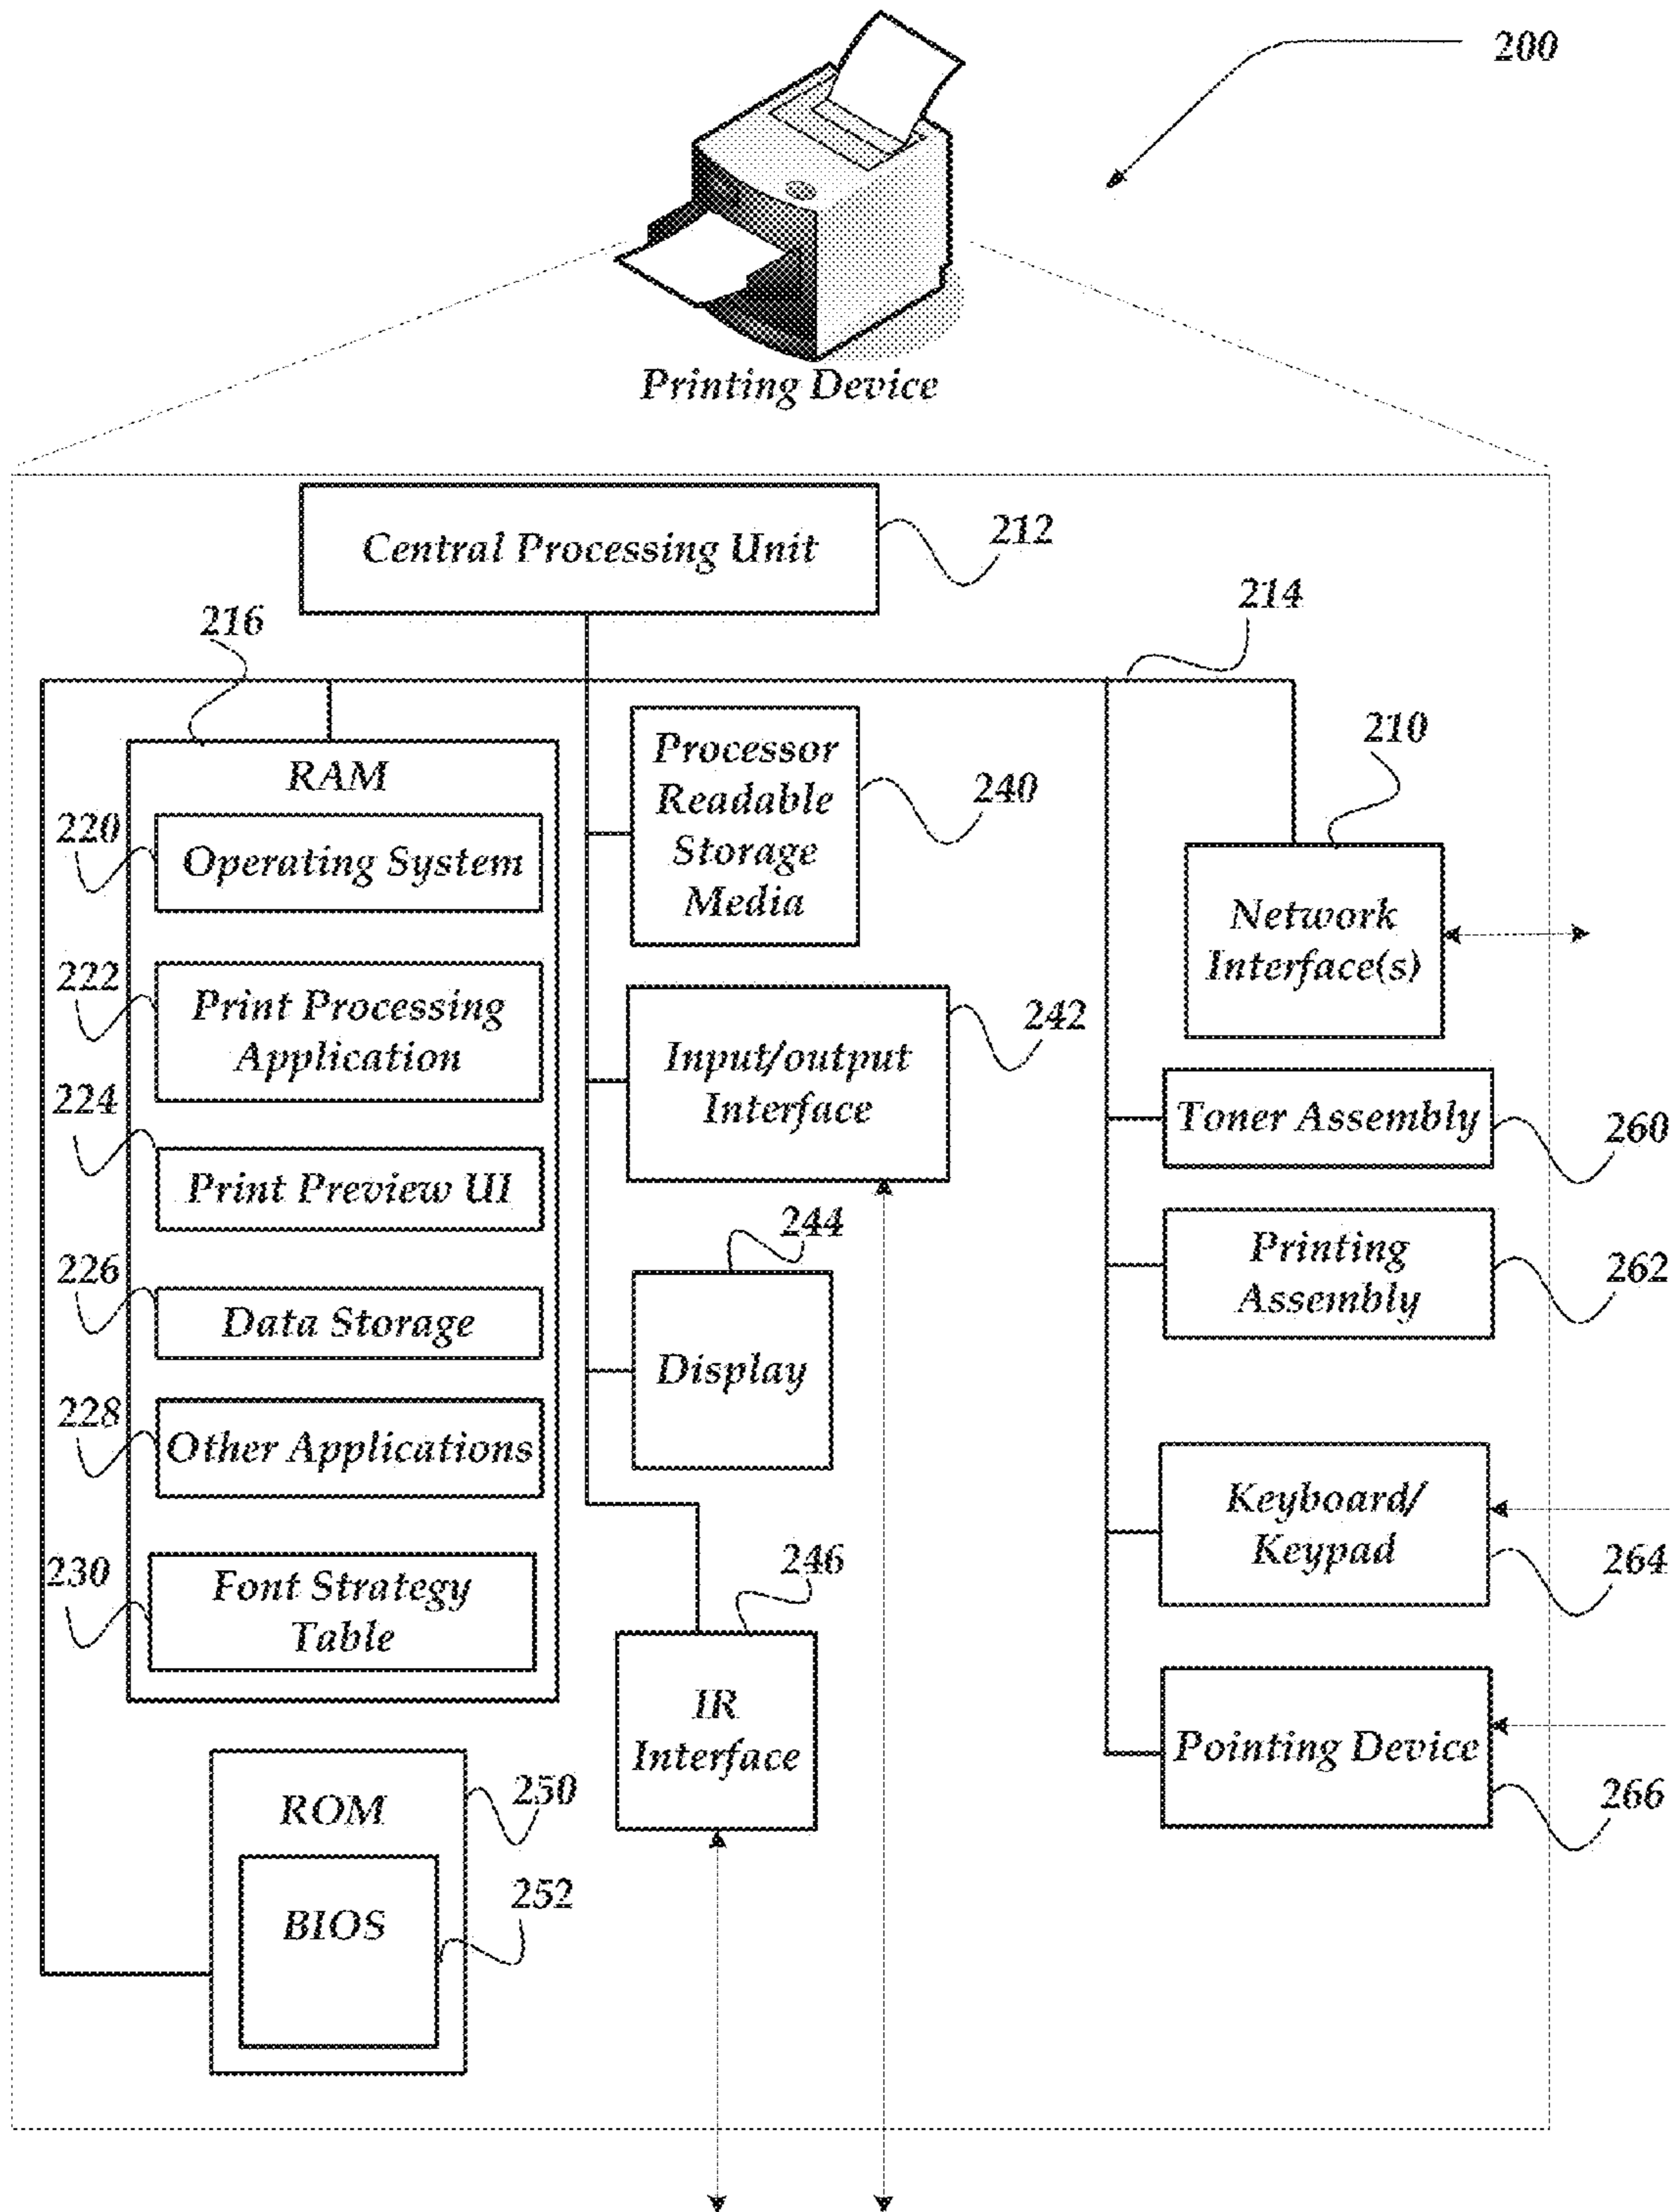 200
Printing Device
Central Processing Unit
212
214
216
RAM
220
Operating System
222
Print Processing
Application
224
Print Preview UI
226
Data Storage
228
Other Applications
230
Font Strategy
Table
Processor
Readable
Storage
Media
240
Input/output
Interface
242
244
Display
246
IR
Interface
210
Network
Interface(s)
Toner Assembly
260
Printing
Assembly
262
Keyboard/
Keypad
264
Pointing Device
266
ROM
250
BIOS
252